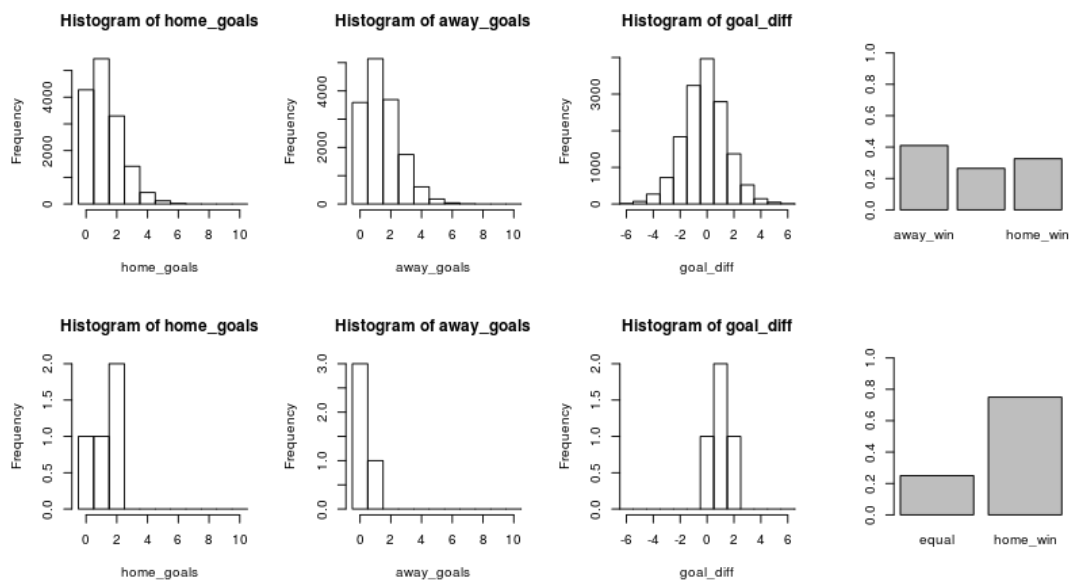 Histogram of home_goals
Frequency
0 2000 4000
0 2 4 6 8 10
home_goals
Histogram of away_goals
Frequency
0 2000 4000
0 2 4 6 8 10
away_goals
Histogram of goal_diff
Frequency
0 1000 3000
-6 -4 -2 0 2 4 6
goal_diff
0.0 0.2 0.4 0.6 0.8 1.0
away_win home_win
Histogram of home_goals
Frequency
0.0 0.5 1.0 1.5 2.0
0 2 4 6 8 10
home_goals
Histogram of away_goals
Frequency
0.0 1.0 2.0 3.0
0 2 4 6 8 10
away_goals
Histogram of goal_diff
Frequency
0.0 0.5 1.0 1.5 2.0
-6 -4 -2 0 2 4 6
goal_diff
0.0 0.2 0.4 0.6 0.8 1.0
equal home_win